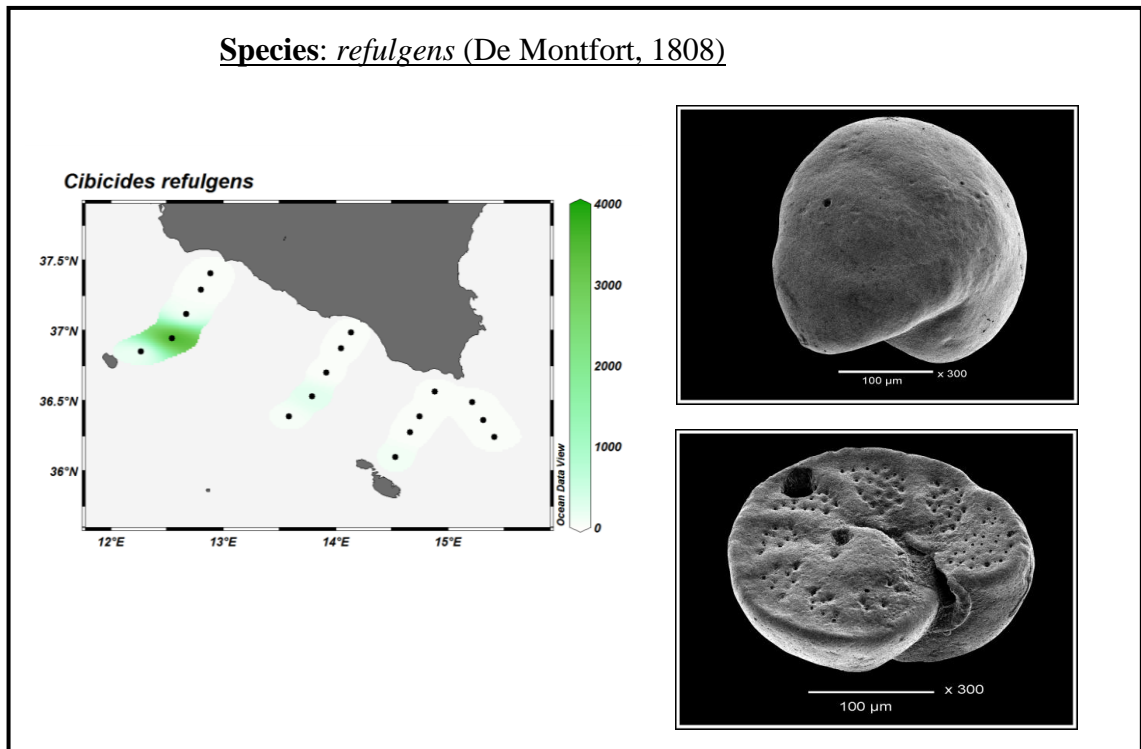 Species: refulgens (De Montfort, 1808)
Cibicides refulgens
37.5°N
37°N
36.5°N
36°N
12°E
13°E
14°E
15°E
4000
3000
2000
1000
0
Ocean Data View
100 µm x 300
x 300
100 µm